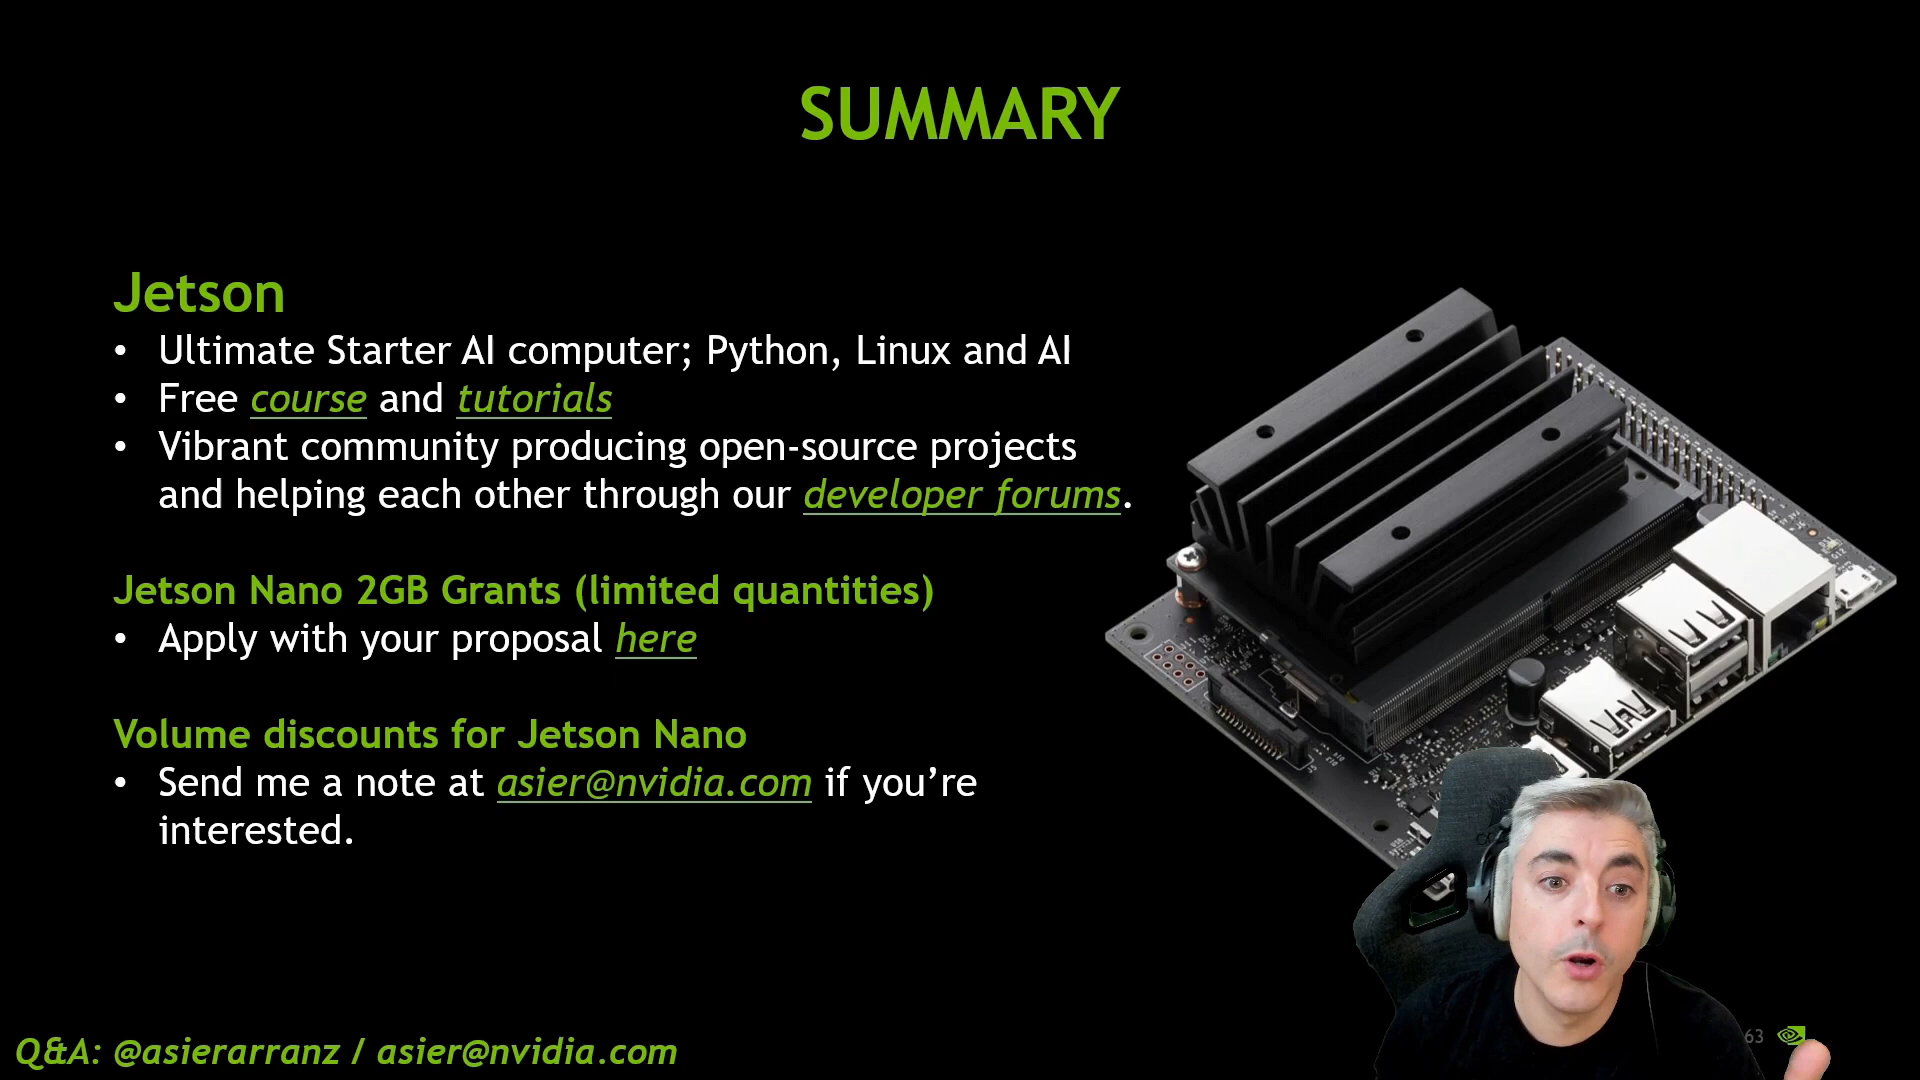 SUMMARY
Jetson
• Ultimate Starter AI computer; Python, Linux and AI
• Free course and tutorials
• Vibrant community producing open-source projects
and helping each other through our developer forums.
Jetson Nano 2GB Grants (limited quantities)
• Apply with your proposal here
Volume discounts for Jetson Nano
• Send me a note at asier@nvidia.com if you’re
interested.
Q&A: @asierarranz / asier@nvidia.com
63